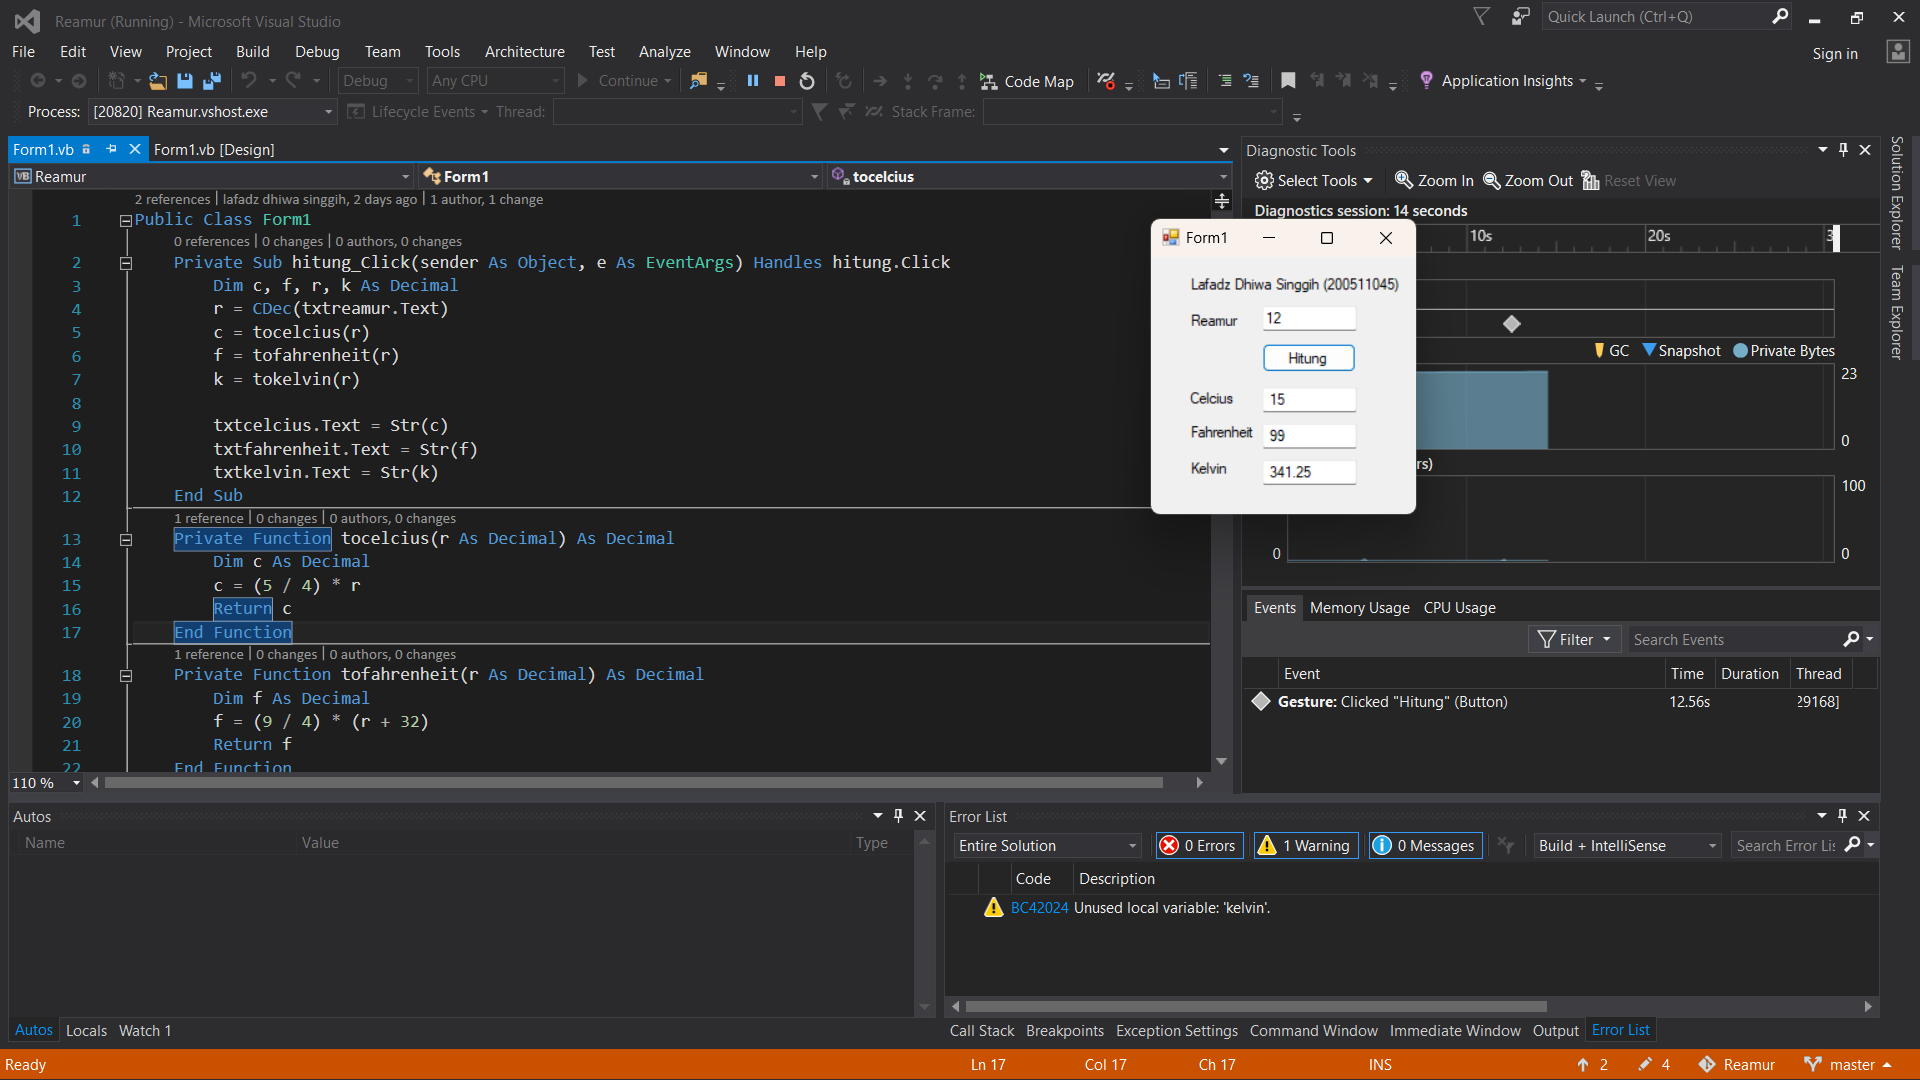 Reamur (Running) - Microsoft Visual Studio
Quick Launch (Ctrl+Q)
File Edit View Project Build Debug Team Tools Architecture Test Analyze Window Help
Sign in
Debug Any CPU Continue Code Map Application Insights
Process: [20820] Reamur.vshost.exe Lifecycle Events Thread: Stack Frame:
Form1.vb Form1.vb [Design]
Reamur Form1 tocelcius
2 references | lafadz dhiwa singgih, 2 days ago | 1 author, 1 change
1 Public Class Form1
0 references | 0 changes | 0 authors, 0 changes
2 Private Sub hitung_Click(sender As Object, e As EventArgs) Handles hitung.Click
3 Dim c, f, r, k As Decimal
4 r = CDec(txtreamur.Text)
5 c = tocelcius(r)
6 f = tofahrenheit(r)
7 k = tokelvin(r)
8
9 txtcelcius.Text = Str(c)
10 txtfahrenheit.Text = Str(f)
11 txtkelvin.Text = Str(k)
12 End Sub
1 reference | 0 changes | 0 authors, 0 changes
13 Private Function tocelcius(r As Decimal) As Decimal
14 Dim c As Decimal
15 c = (5 / 4) * r
16 Return c
17 End Function
1 reference | 0 changes | 0 authors, 0 changes
18 Private Function tofahrenheit(r As Decimal) As Decimal
19 Dim f As Decimal
20 f = (9 / 4) * (r + 32)
21 Return f
22 End Function
110 %
Form1
Lafadz Dhiwa Singgih (200511045)
Reamur 12
Hitung
Celcius 15
Fahrenheit 99
Kelvin 341.25
Diagnostic Tools
Select Tools Zoom In Zoom Out Reset View
Diagnostics session: 14 seconds
10s 20s 3
GC Snapshot Private Bytes
23
0
rs)
100
0 0
Events Memory Usage CPU Usage
Filter Search Events
Event Time Duration Thread
Gesture: Clicked "Hitung" (Button) 12.56s 29168]
Solution Explorer
Team Explorer
Autos
Name Value Type
Autos Locals Watch 1
Error List
Entire Solution 0 Errors 1 Warning 0 Messages Build + IntelliSense Search Error Lis
Code Description
BC42024 Unused local variable: 'kelvin'.
Call Stack Breakpoints Exception Settings Command Window Immediate Window Output Error List
Ready Ln 17 Col 17 Ch 17 INS 2 4 Reamur master